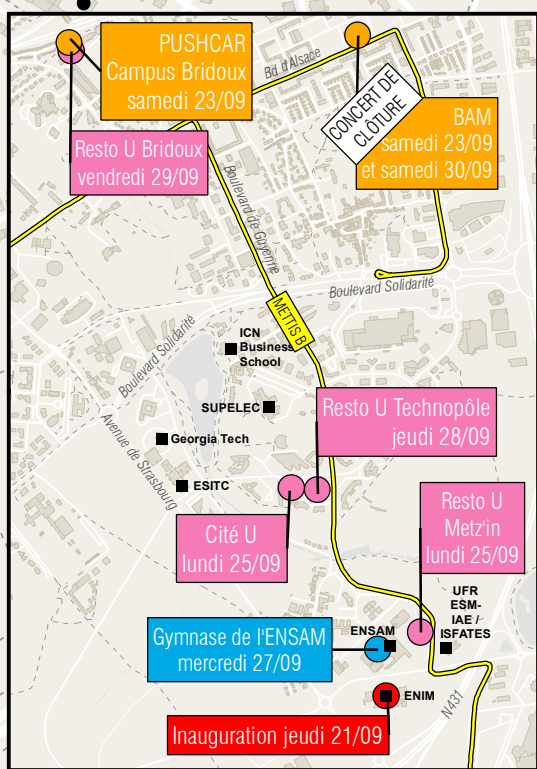 PUSHCAR
Campus Bridoux
samedi 23/09
Bd d'Alsace
CONCERT DE
CLÔTURE
BAM
samedi 23/09
et samedi 30/09
Resto U Bridoux
vendredi 29/09
Boulevard de Guyenne
Boulevard Solidarité
METTIS B
ICN
Business
School
Boulevard Solidarité
SUPELEC
Resto U Technopôle
jeudi 28/09
Georgia Tech
Avenue de Strasbourg
ESITC
Resto U
Metz'in
lundi 25/09
Cité U
lundi 25/09
UFR
ESM-
IAE /
ISFATES
Gymnase de l'ENSAM
mercredi 27/09
ENSAM
ENIM
N431
Inauguration jeudi 21/09